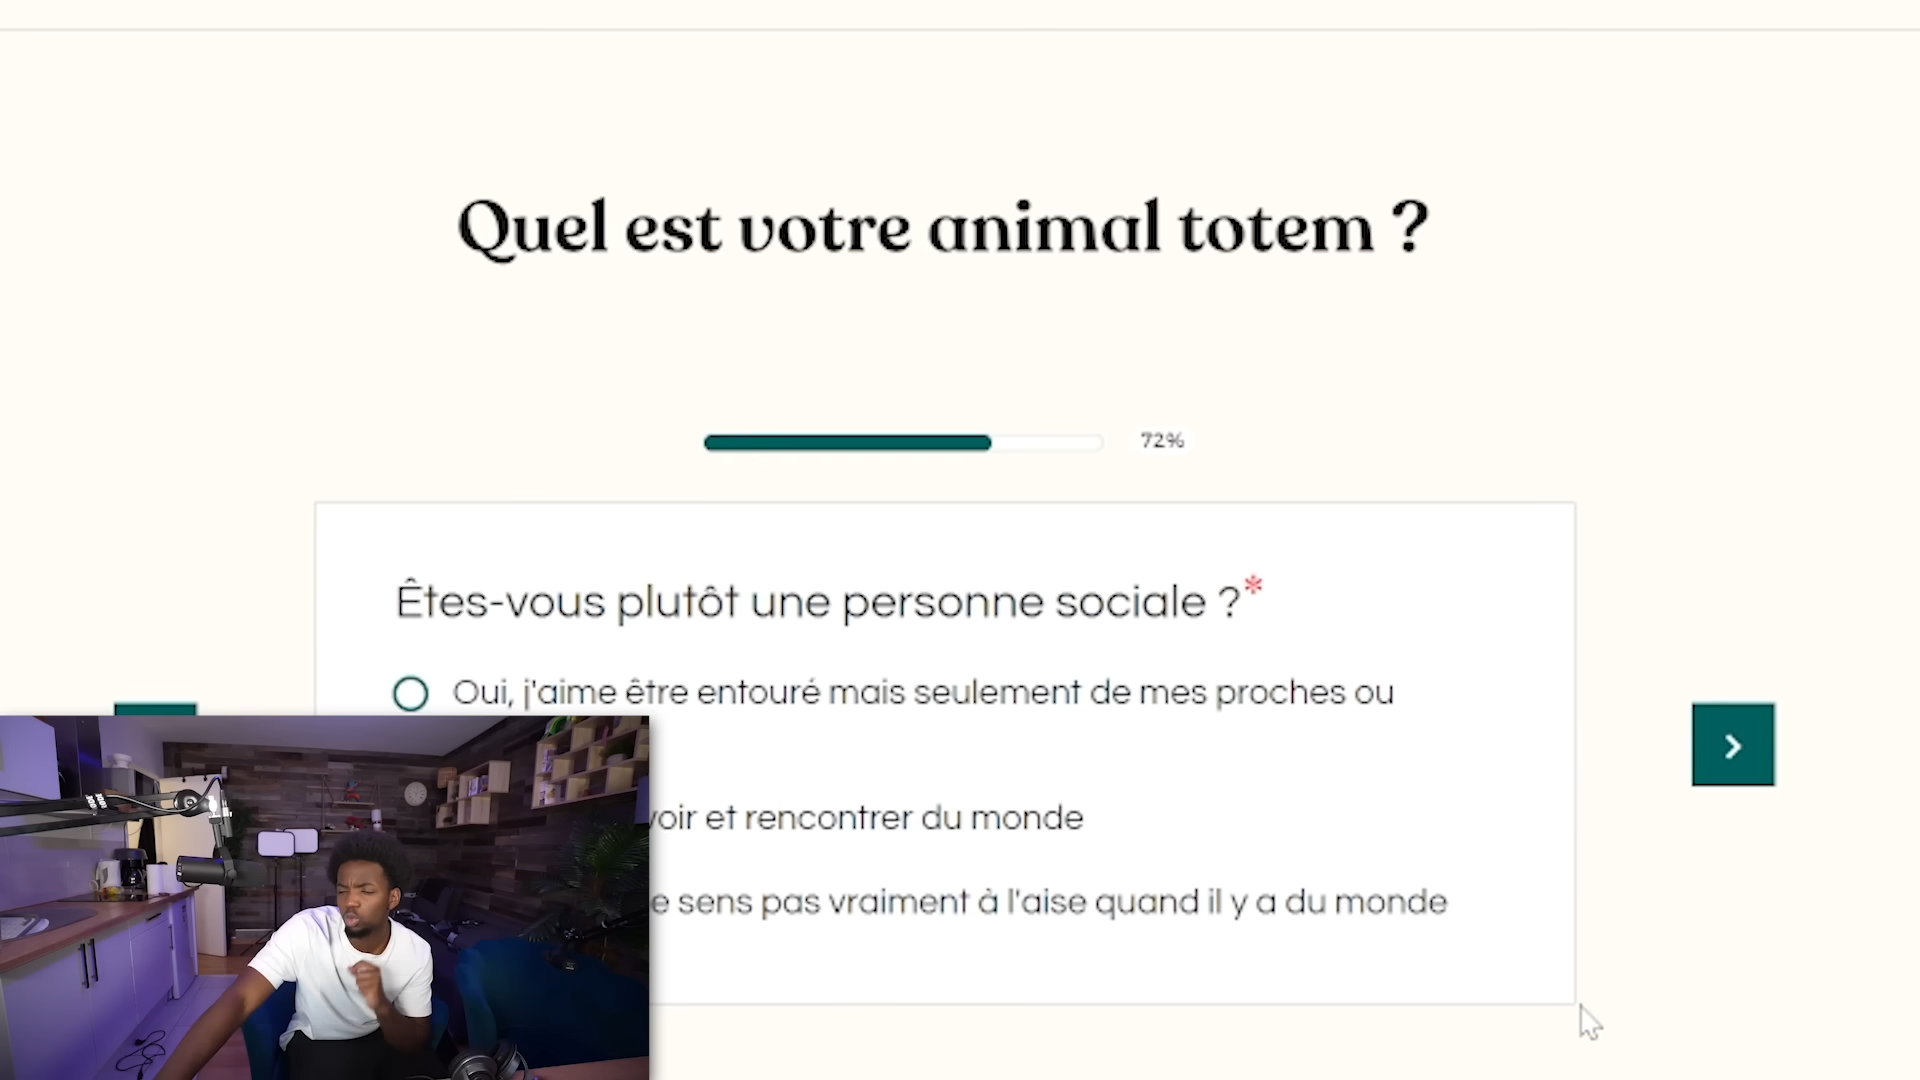 Quel est votre animal totem ?
72%
Êtes-vous plutôt une personne sociale ?*
Oui, j'aime être entouré mais seulement de mes proches ou
voir et rencontrer du monde
e sens pas vraiment à l'aise quand il y a du monde